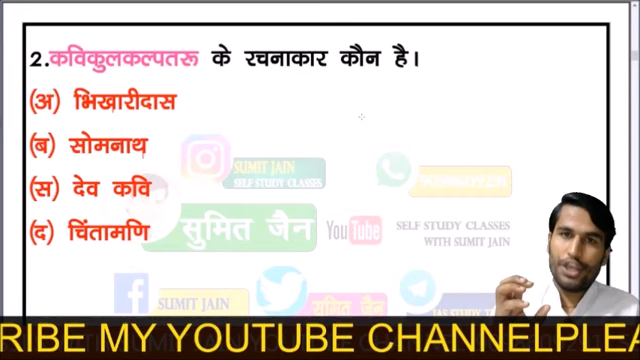 2.कविकुलकल्पतरू के रचनाकार कौन है।
(अ) भिखारीदास
(ब) सोमनाथ
(स) देव कवि
(द) चिंतामणि
SUMIT JAIN
SELF STUDY CLASSES
सुमित जैन
YouTube
SELF STUDY CLASSES
WITH SUMIT JAIN
SUMIT JAIN
सुमित जैन
RIBE MY YOUTUBE CHANNELPLEA